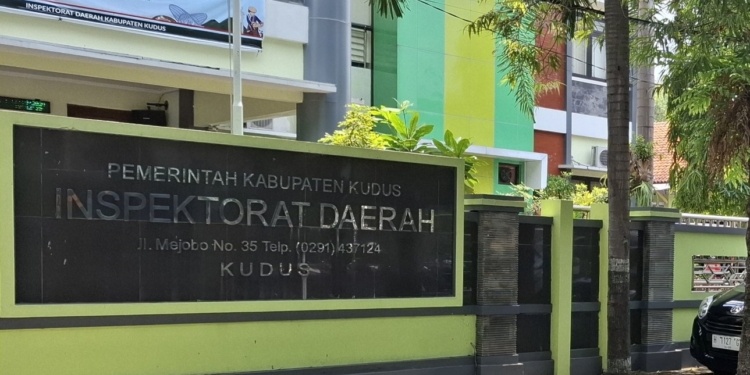 INSPEKTORAT DAERAH KABUPATEN KUDUS
PEMERINTAH KABUPATEN KUDUS
INSPEKTORAT DAERAH
Jl. Mejobo No. 35 Telp. (0291) 437124
KUDUS